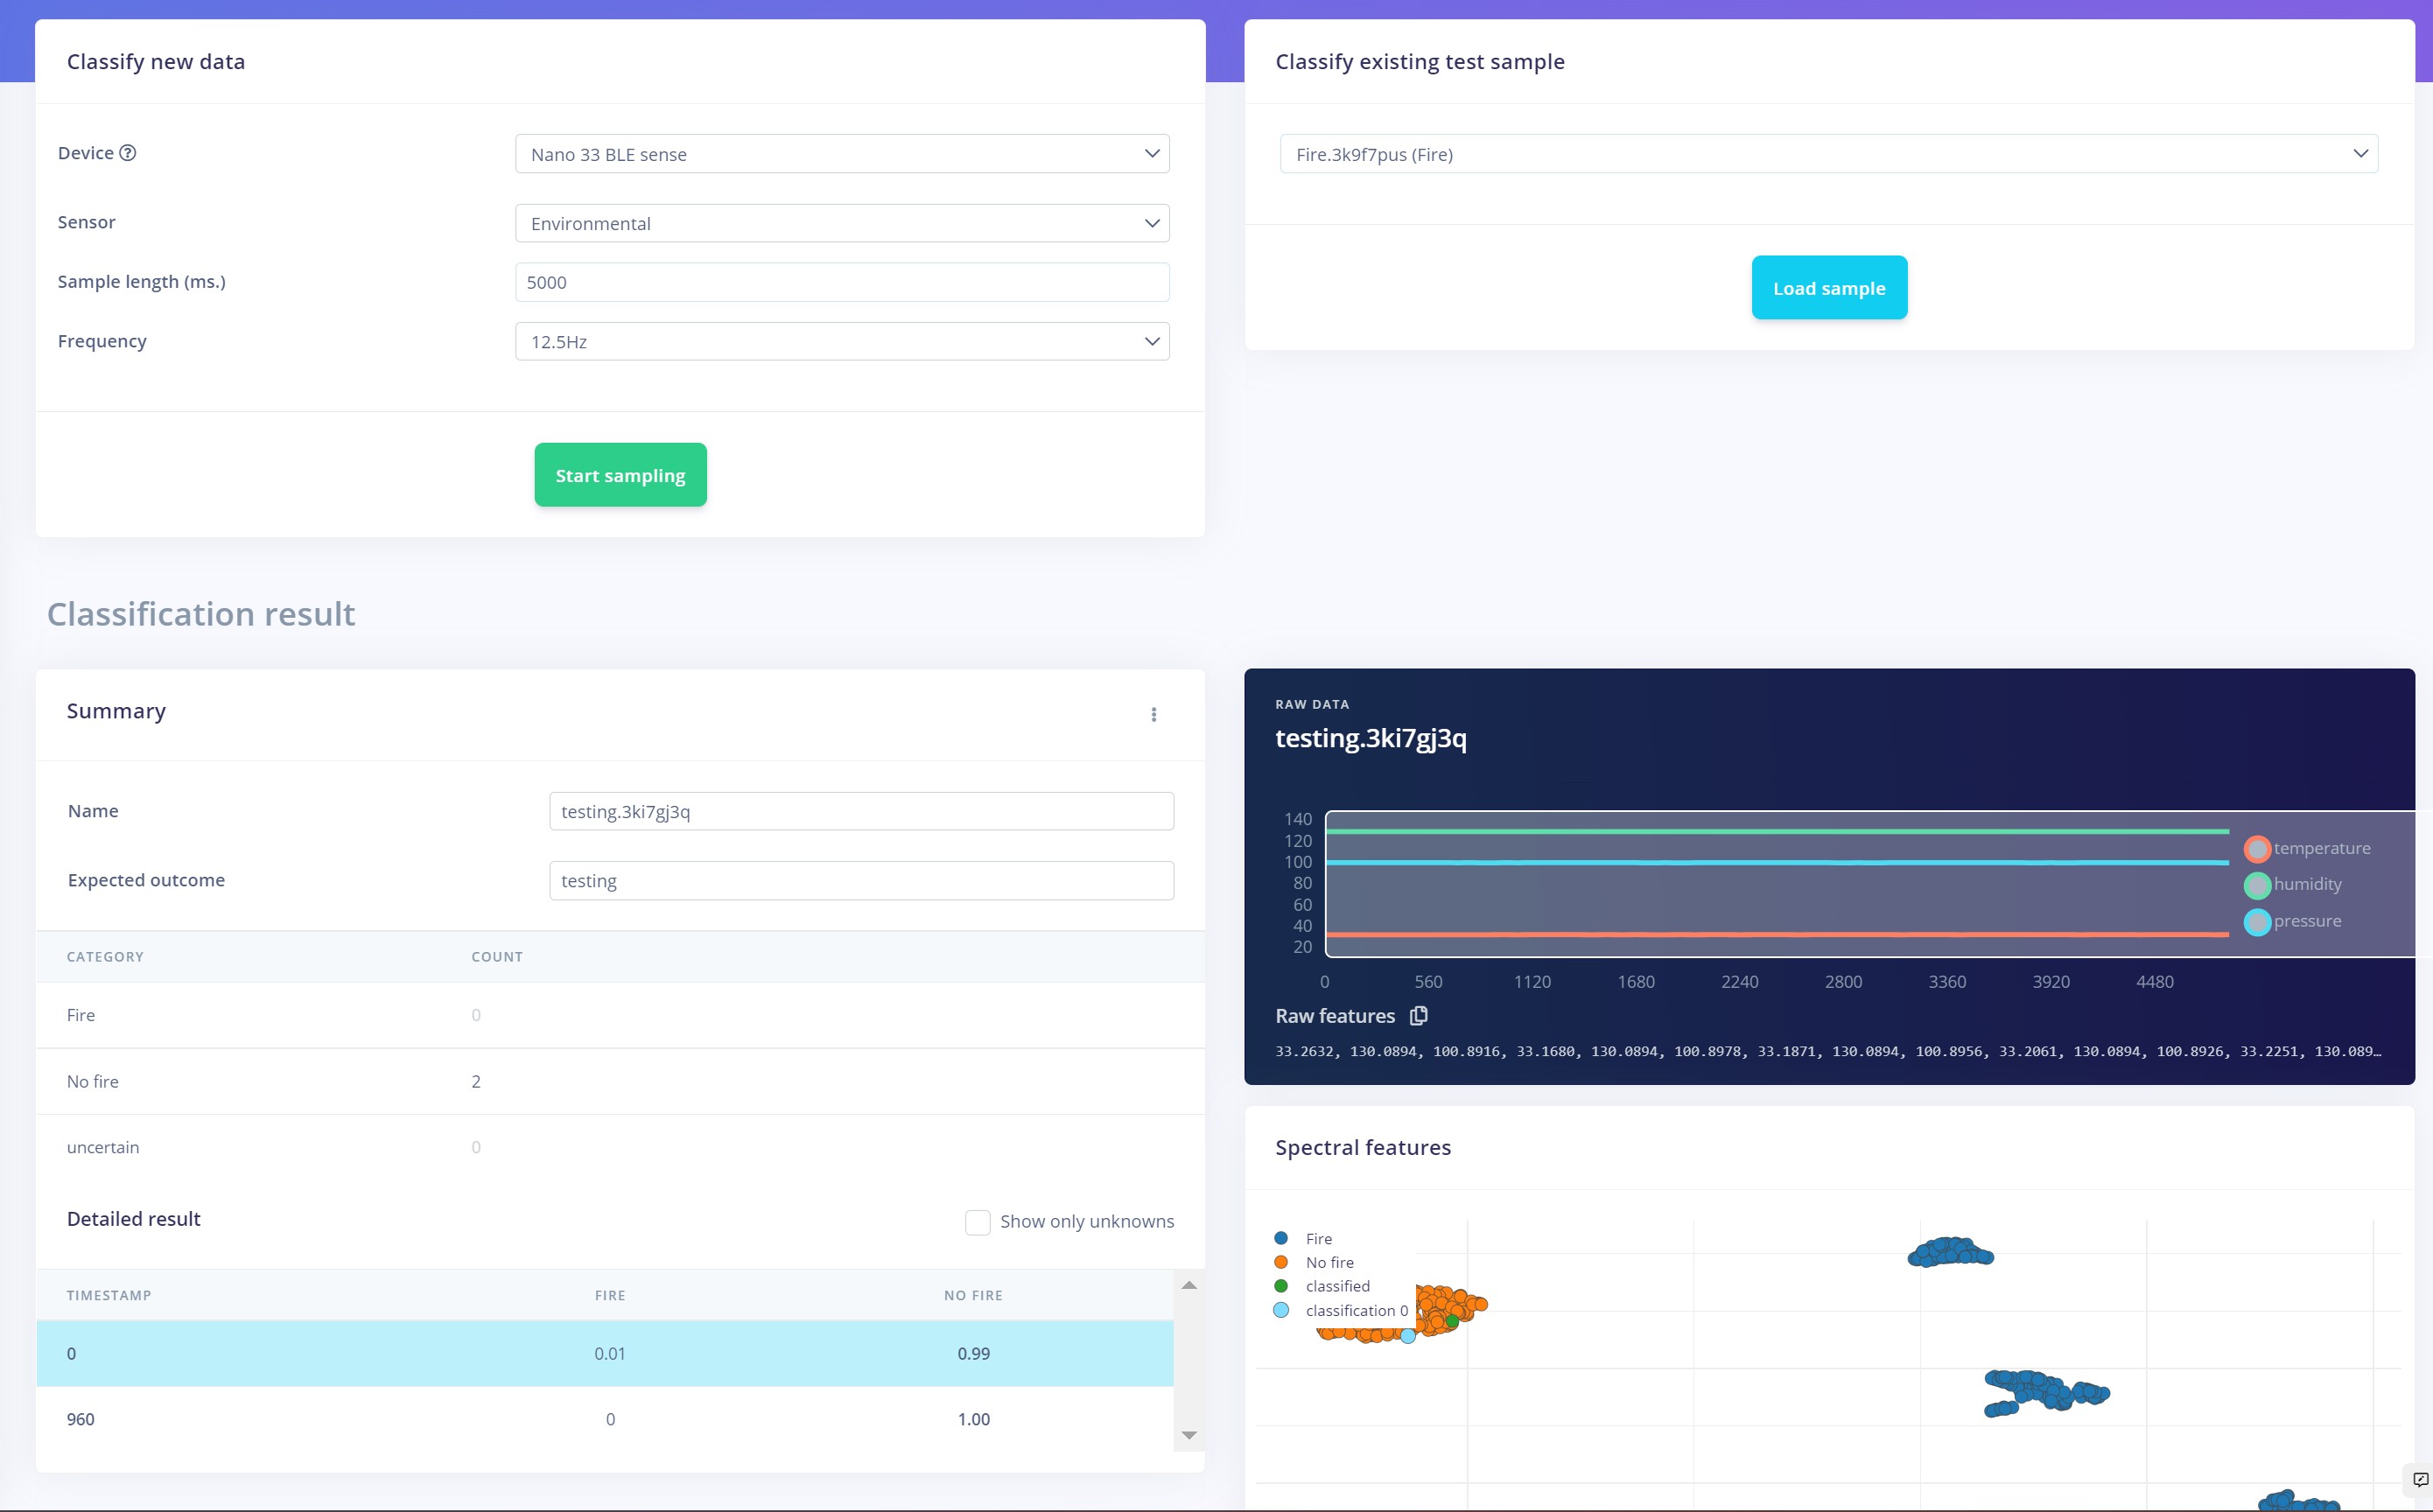 Classify new data
Device
Nano 33 BLE sense
Sensor
Environmental
Sample length (ms.)
5000
Frequency
12.5Hz
Start sampling
Classify existing test sample
Fire.3k9f7pus (Fire)
Load sample
Classification result
Summary
Name
testing.3ki7gj3q
Expected outcome
testing
CATEGORY COUNT
Fire 0
No fire 2
uncertain 0
Detailed result
Show only unknowns
TIMESTAMP FIRE NO FIRE
0 0.01 0.99
960 0 1.00
RAW DATA
testing.3ki7gj3q
140
120
100
80
60
40
20
0 560 1120 1680 2240 2800 3360 3920 4480
temperature
humidity
pressure
Raw features
33.2632, 130.0894, 100.8916, 33.1680, 130.0894, 100.8978, 33.1871, 130.0894, 100.8956, 33.2061, 130.0894, 100.8926, 33.2251, 130.089…
Spectral features
Fire
No fire
classified
classification 0